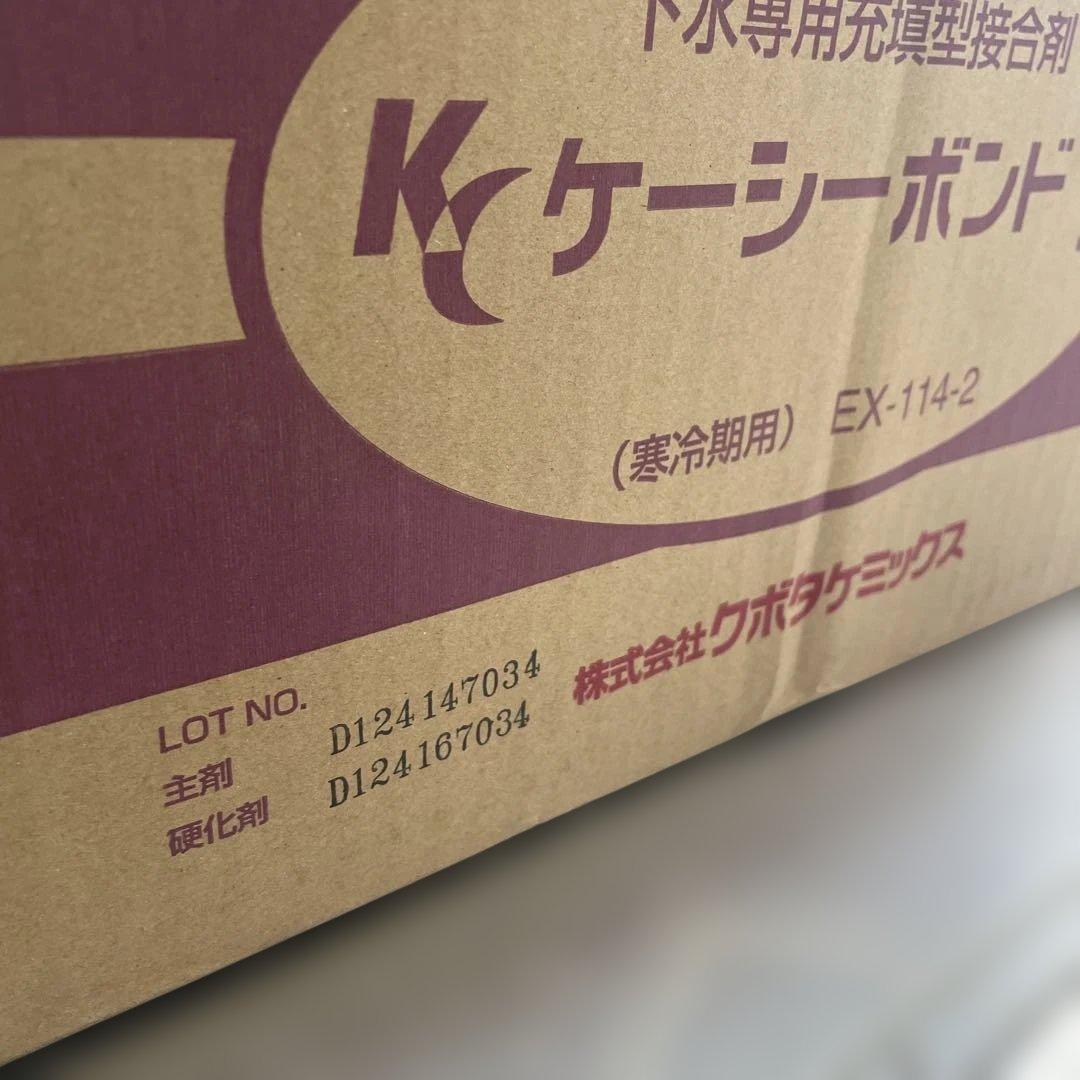 下水専用充填型接合剤
KC ケーシーボンド
(寒冷期用) EX-114-2
株式会社クボタケミックス
LOT NO.
主剤 D124147034
硬化剤 D124167034